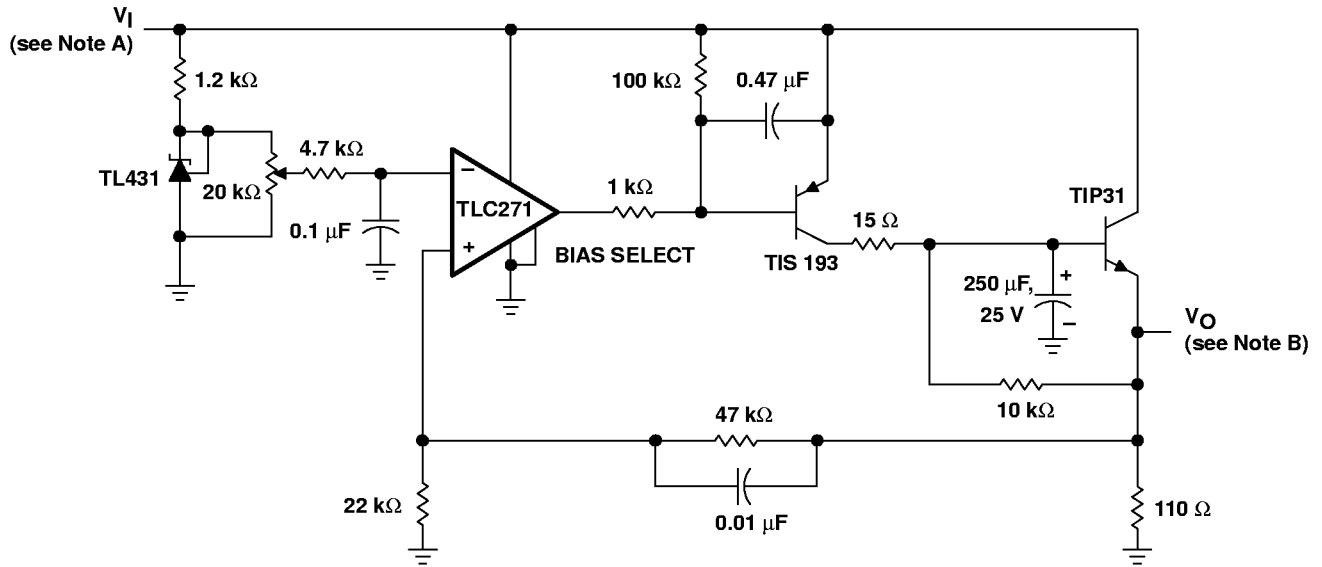 VI
(see Note A)
1.2 kΩ
TL431
20 kΩ
4.7 kΩ
0.1 μF
−
TLC271
+
BIAS SELECT
1 kΩ
100 kΩ
0.47 μF
TIS 193
15 Ω
TIP31
250 μF,
25 V
+
−
VO
(see Note B)
10 kΩ
47 kΩ
0.01 μF
22 kΩ
110 Ω